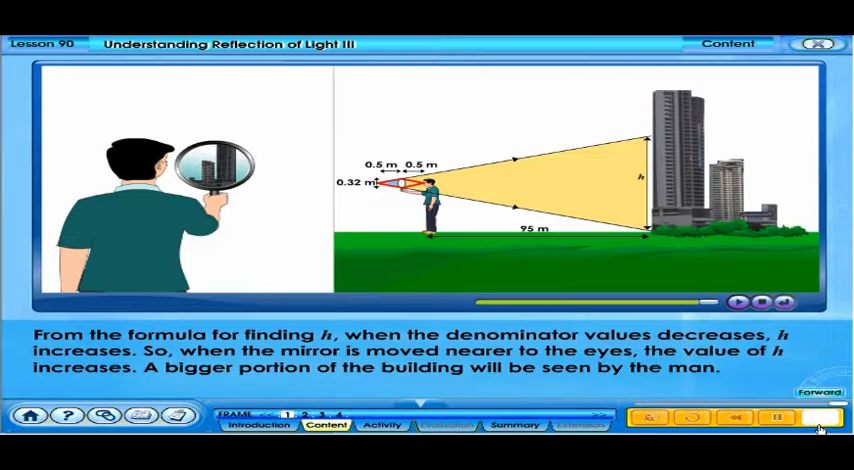 Lesson 90
Understanding Reflection of Light III
Content
0.5 m 0.5 m
0.32 m
h
95 m
From the formula for finding h, when the denominator values decreases, h
increases. So, when the mirror is moved nearer to the eyes, the value of h
increases. A bigger portion of the building will be seen by the man.
Forward
FRAME << 1 2 3 4 >>
Introduction Content Activity Evaluation Summary Extension